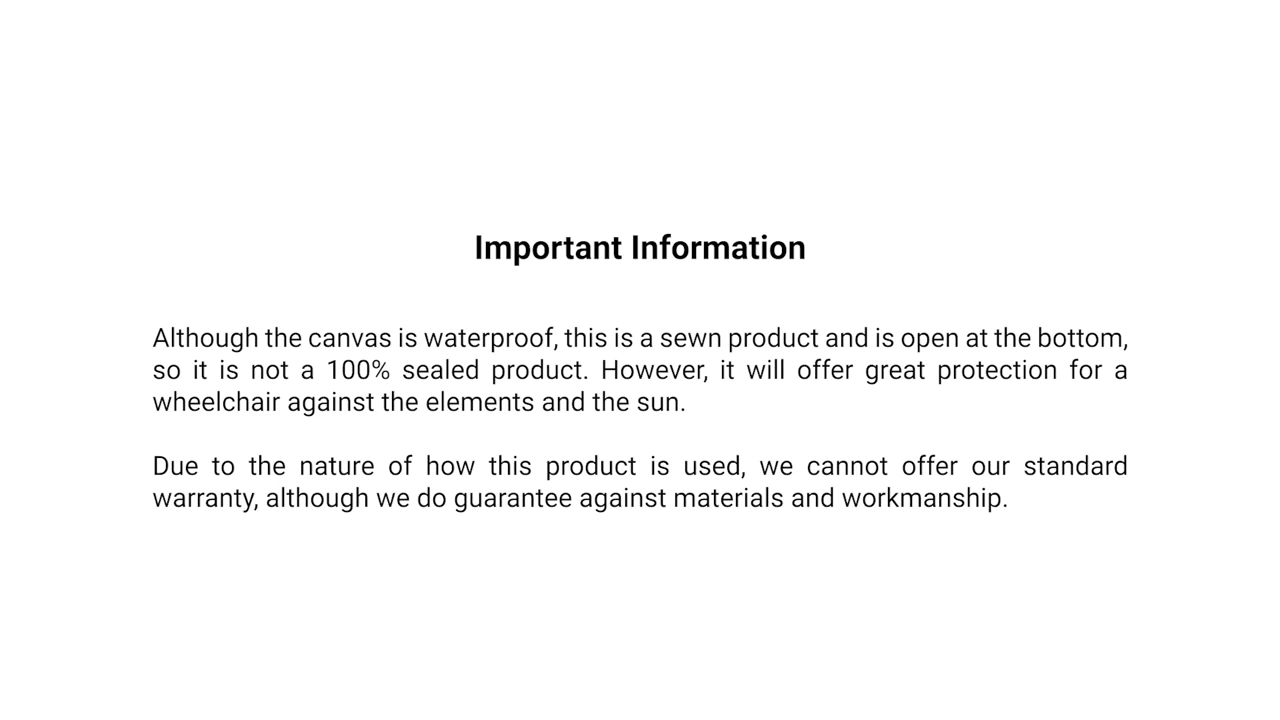 Important Information
Although the canvas is waterproof, this is a sewn product and is open at the bottom,
so it is not a 100% sealed product. However, it will offer great protection for a
wheelchair against the elements and the sun.
Due to the nature of how this product is used, we cannot offer our standard
warranty, although we do guarantee against materials and workmanship.